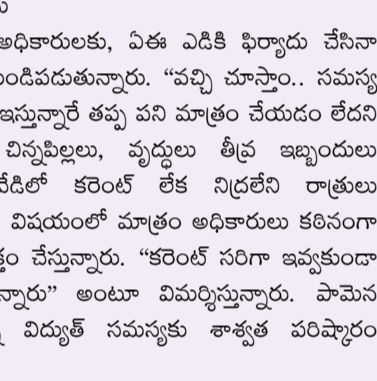 అధికారులకు, ఏఈ ఎడికి ఫిర్యాదు చేసినా
మండిపడుతున్నారు. “వచ్చి చూస్తాం.. సమస్య
ఇస్తున్నారే తప్ప పని మాత్రం చేయడం లేదని
చిన్నపిల్లలు, వృద్ధులు తీవ్ర ఇబ్బందులు
వేడిలో కరెంట్ లేక నిద్రలేని రాత్రులు
విషయంలో మాత్రం అధికారులు కఠినంగా
చేస్తున్నారు. “కరెంట్ సరిగా ఇవ్వకుండా
అంటూ విమర్శిస్తున్నారు. పామెన
విద్యుత్ సమస్యకు శాశ్వత పరిష్కారం